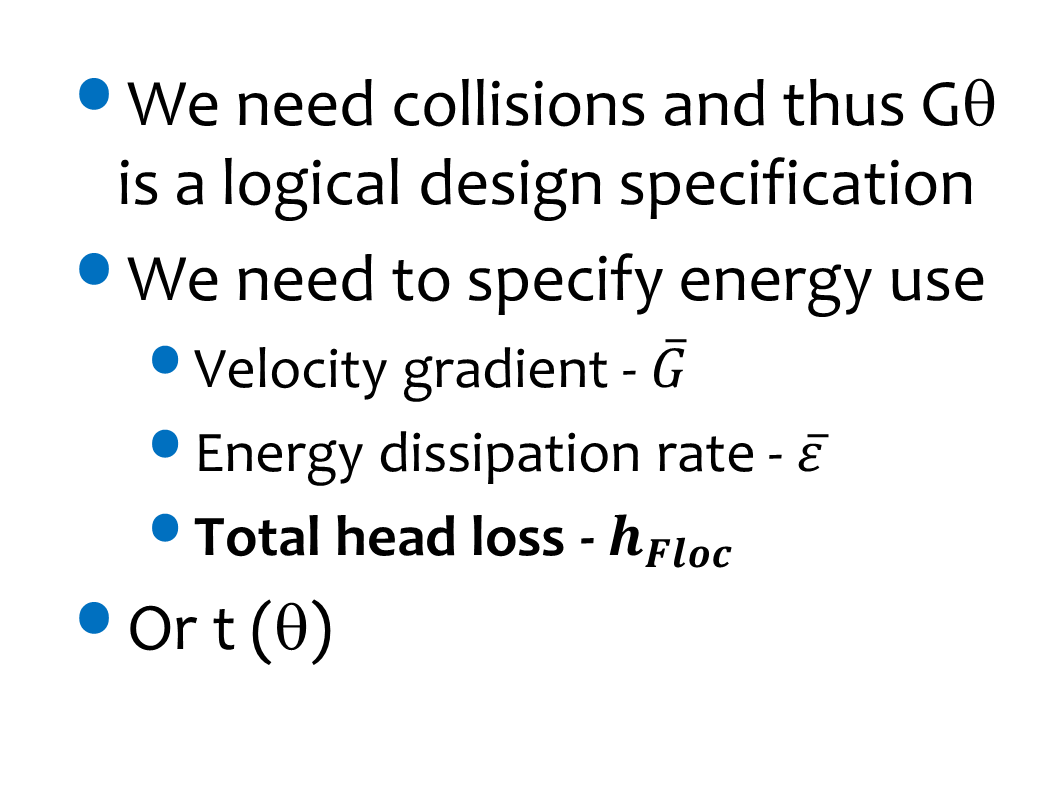 • We need collisions and thus Gθ
is a logical design specification
• We need to specify energy use
• Velocity gradient - 𝐺̅
• Energy dissipation rate - 𝜀̅
• Total head loss - 𝒉𝑭𝒍𝒐𝒄
• Or t (θ)